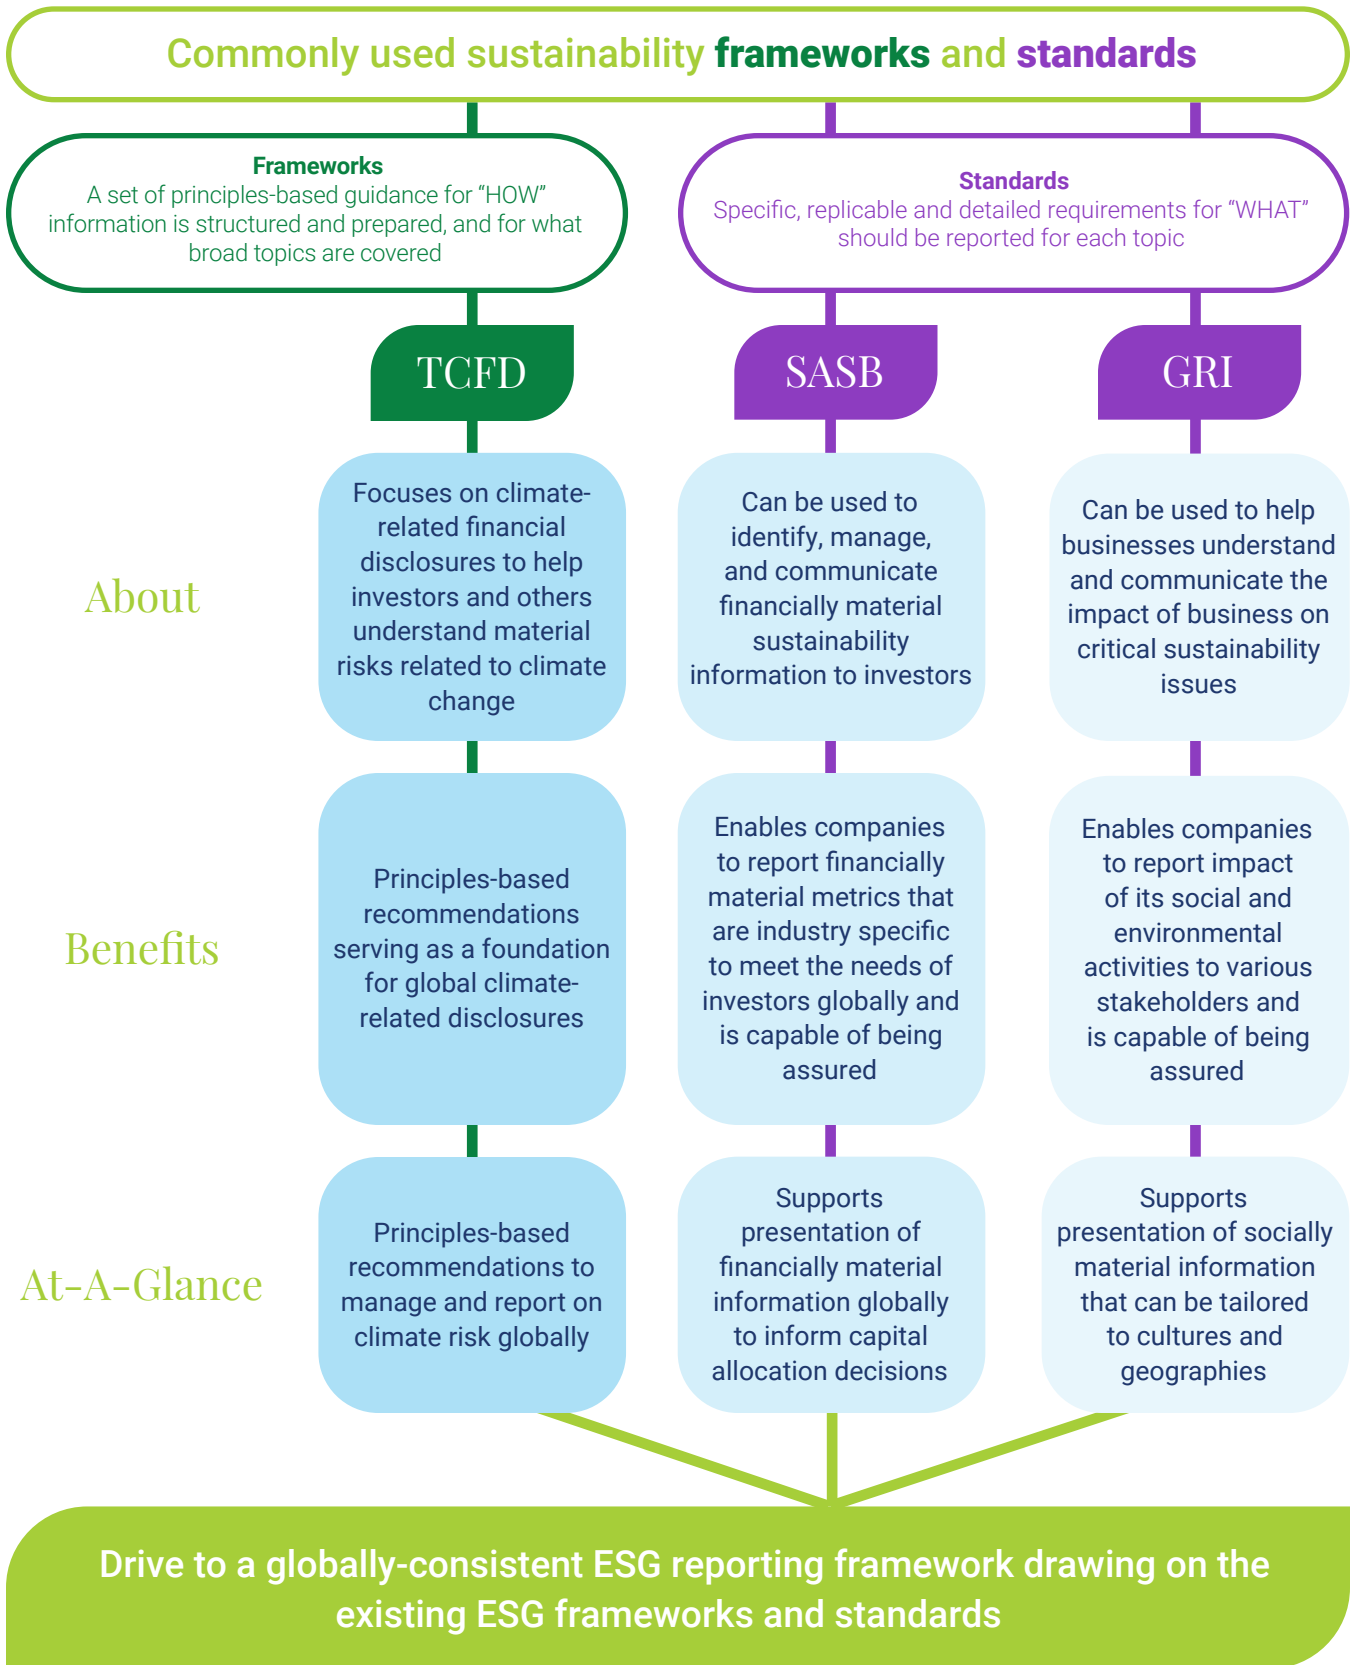 Commonly used sustainability frameworks and standards
Frameworks
A set of principles-based guidance for “HOW”
information is structured and prepared, and for what
broad topics are covered
Standards
Specific, replicable and detailed requirements for “WHAT”
should be reported for each topic
TCFD
SASB
GRI
About
Focuses on climate-
related financial
disclosures to help
investors and others
understand material
risks related to climate
change
Can be used to
identify, manage,
and communicate
financially material
sustainability
information to investors
Can be used to help
businesses understand
and communicate the
impact of business on
critical sustainability
issues
Benefits
Principles-based
recommendations
serving as a foundation
for global climate-
related disclosures
Enables companies
to report financially
material metrics that
are industry specific
to meet the needs of
investors globally and
is capable of being
assured
Enables companies
to report impact
of its social and
environmental
activities to various
stakeholders and
is capable of being
assured
At-A-Glance
Principles-based
recommendations to
manage and report on
climate risk globally
Supports
presentation of
financially material
information globally
to inform capital
allocation decisions
Supports
presentation of socially
material information
that can be tailored
to cultures and
geographies
Drive to a globally-consistent ESG reporting framework drawing on the
existing ESG frameworks and standards